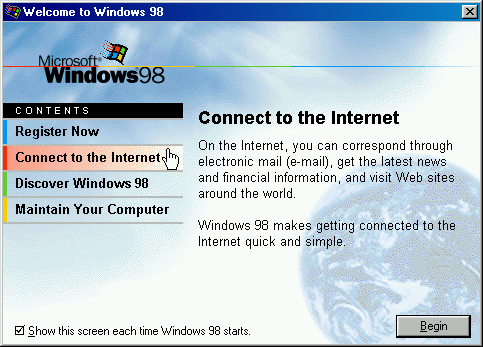 Welcome to Windows 98
Microsoft®
Windows98
CONTENTS
Register Now
Connect to the Internet
Discover Windows 98
Maintain Your Computer
Connect to the Internet
On the Internet, you can correspond through
electronic mail (e-mail), get the latest news
and financial information, and visit Web sites
around the world.
Windows 98 makes getting connected to the
Internet quick and simple.
Show this screen each time Windows 98 starts.
Begin